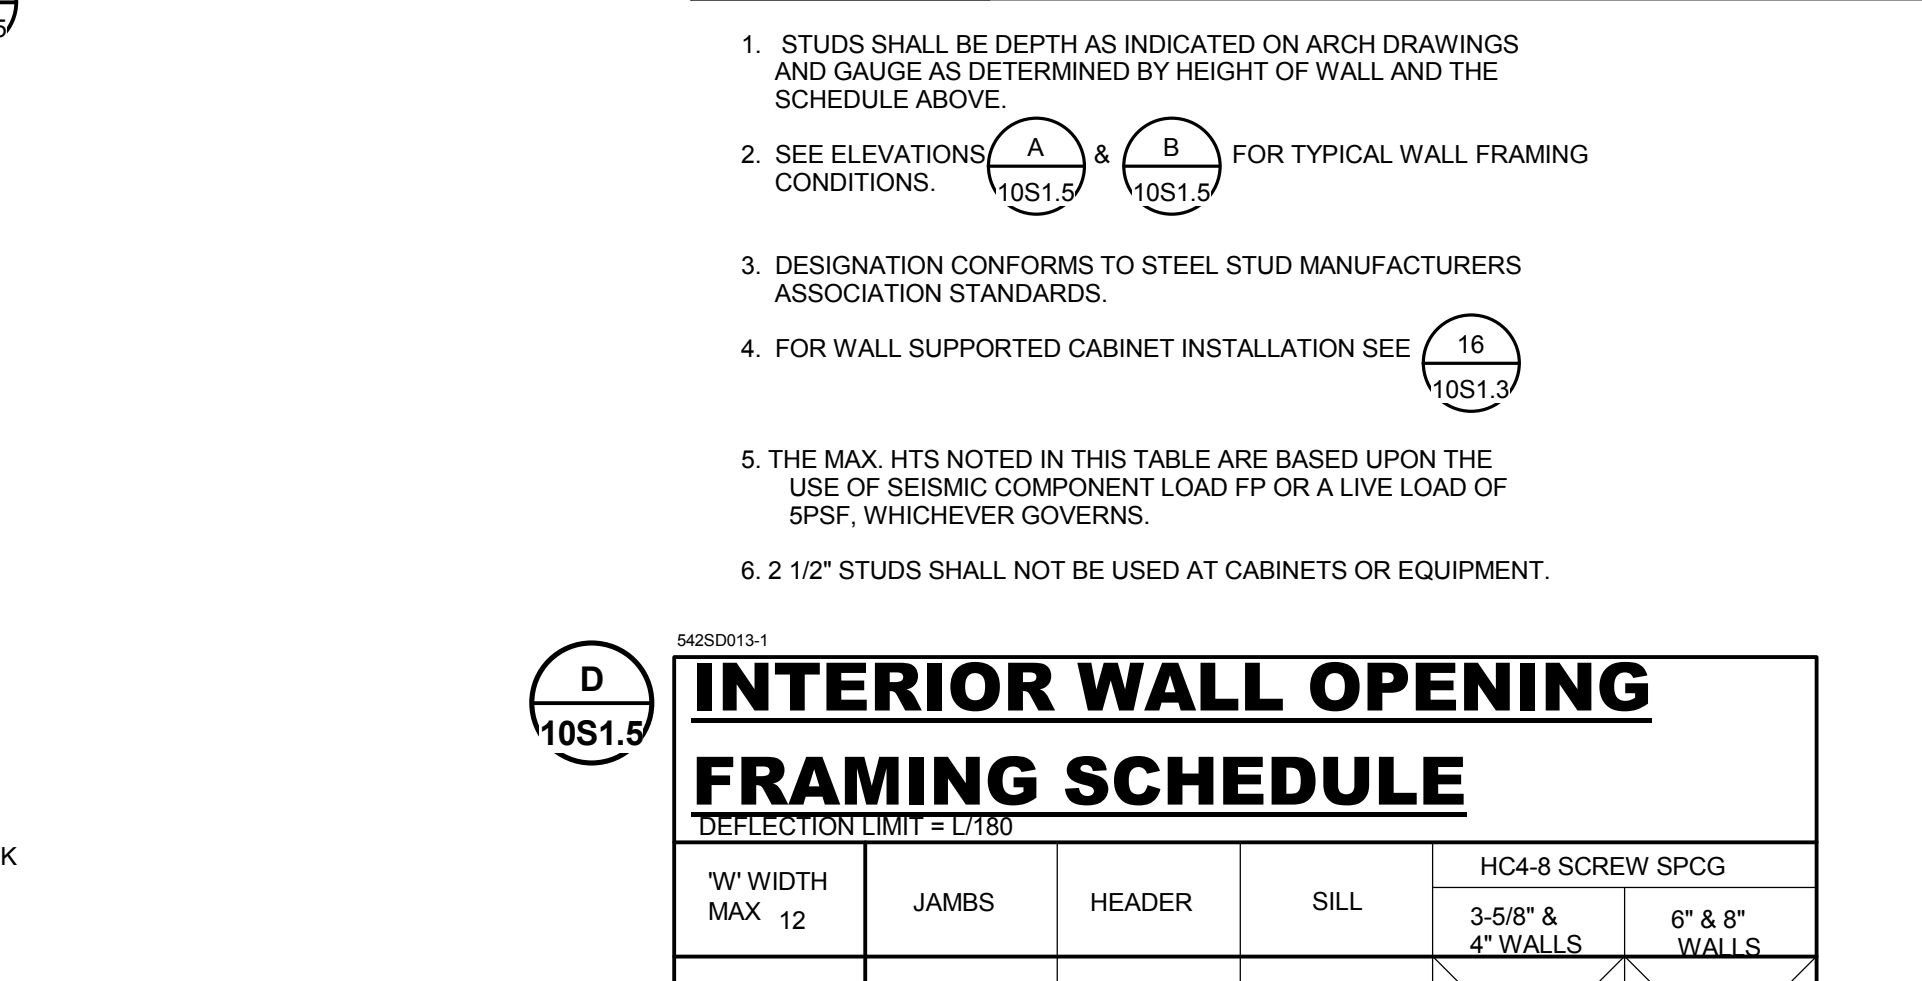 5
1. STUDS SHALL BE DEPTH AS INDICATED ON ARCH DRAWINGS
AND GAUGE AS DETERMINED BY HEIGHT OF WALL AND THE
SCHEDULE ABOVE.
2. SEE ELEVATIONS A & B FOR TYPICAL WALL FRAMING
CONDITIONS. 10S1.5 10S1.5
3. DESIGNATION CONFORMS TO STEEL STUD MANUFACTURERS
ASSOCIATION STANDARDS.
4. FOR WALL SUPPORTED CABINET INSTALLATION SEE 16
10S1.3
5. THE MAX. HTS NOTED IN THIS TABLE ARE BASED UPON THE
USE OF SEISMIC COMPONENT LOAD FP OR A LIVE LOAD OF
5PSF, WHICHEVER GOVERNS.
6. 2 1/2" STUDS SHALL NOT BE USED AT CABINETS OR EQUIPMENT.
542SD013-1
D
10S1.5
INTERIOR WALL OPENING
FRAMING SCHEDULE
DEFLECTION LIMIT = L/180
K
'W' WIDTH
MAX 12
JAMBS
HEADER
SILL
HC4-8 SCREW SPCG
3-5/8" &
4" WALLS
6" & 8"
WALLS